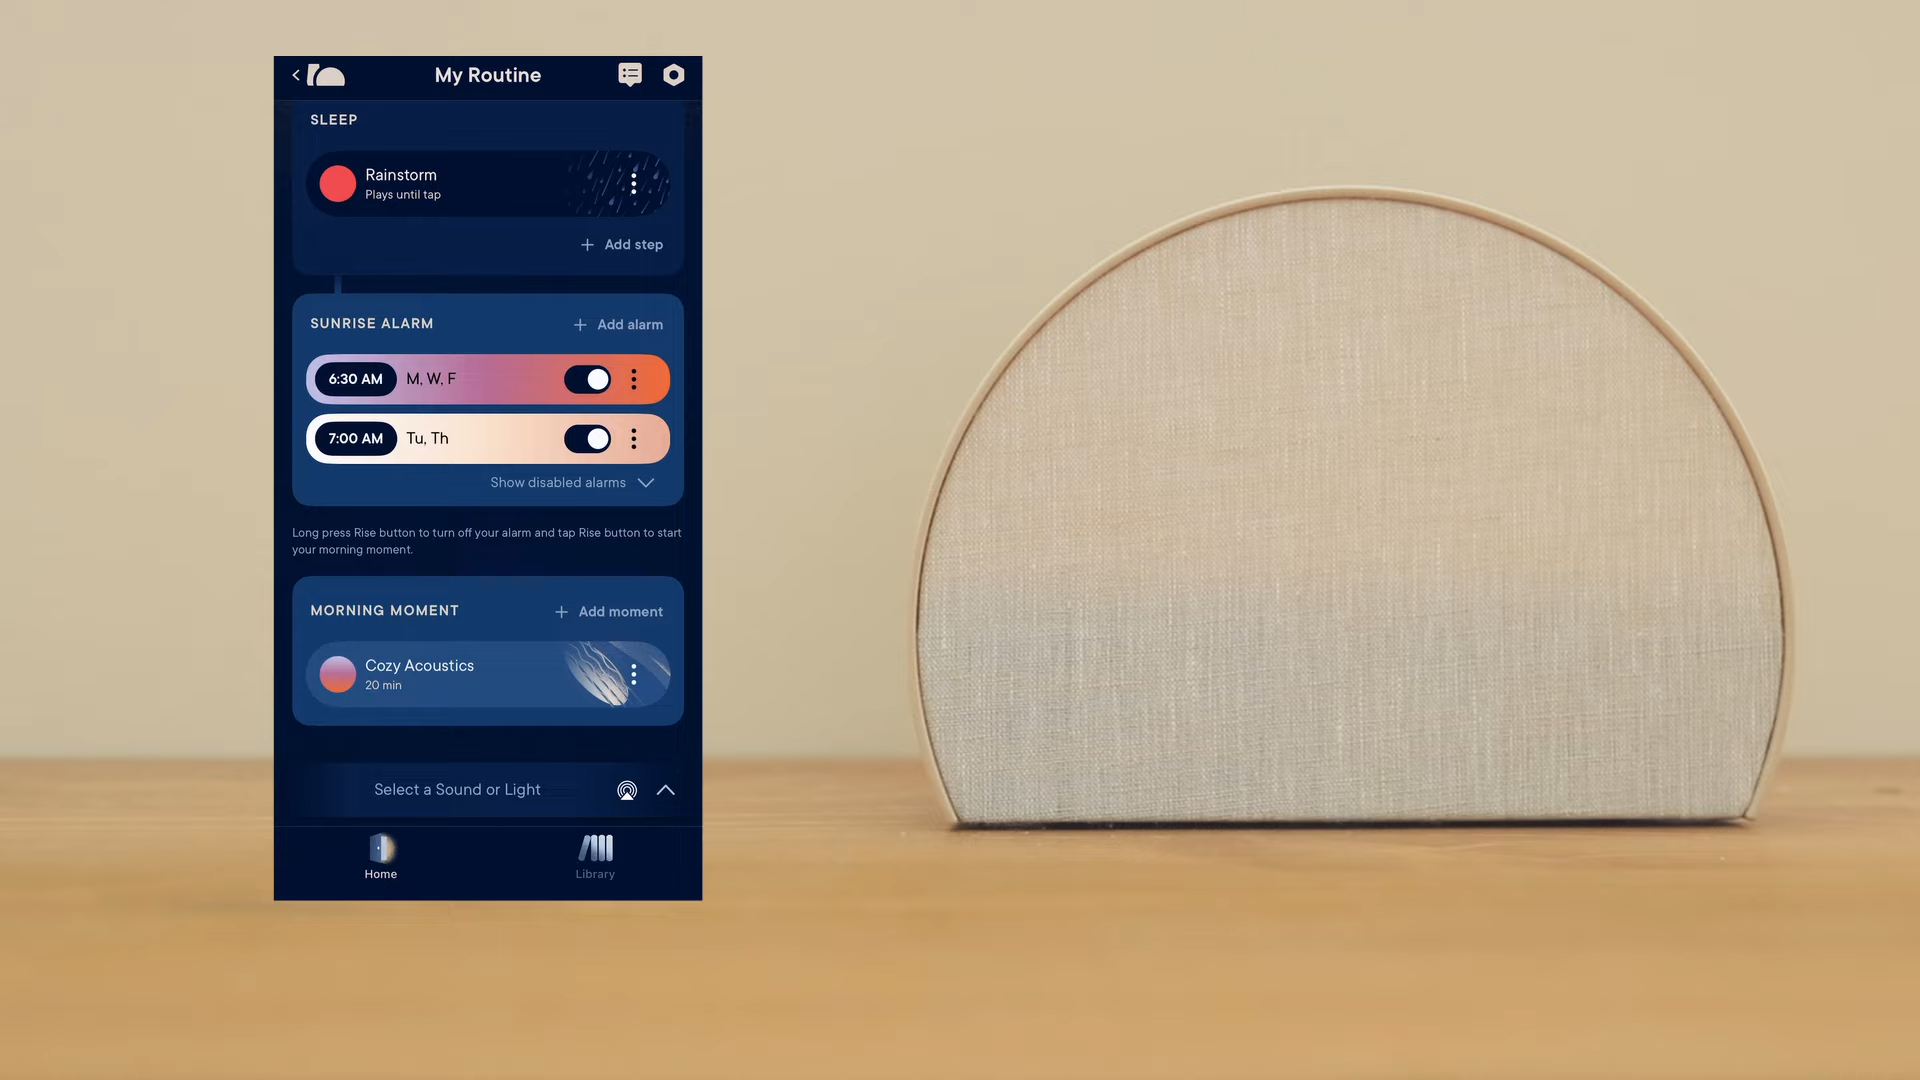 My Routine
SLEEP
Rainstorm
Plays until tap
Add step
SUNRISE ALARM
Add alarm
6:30 AM
M, W, F
7:00 AM
Tu, Th
Show disabled alarms
Long press Rise button to turn off your alarm and tap Rise button to start
your morning moment.
MORNING MOMENT
Add moment
Cozy Acoustics
20 min
Select a Sound or Light
Home
Library